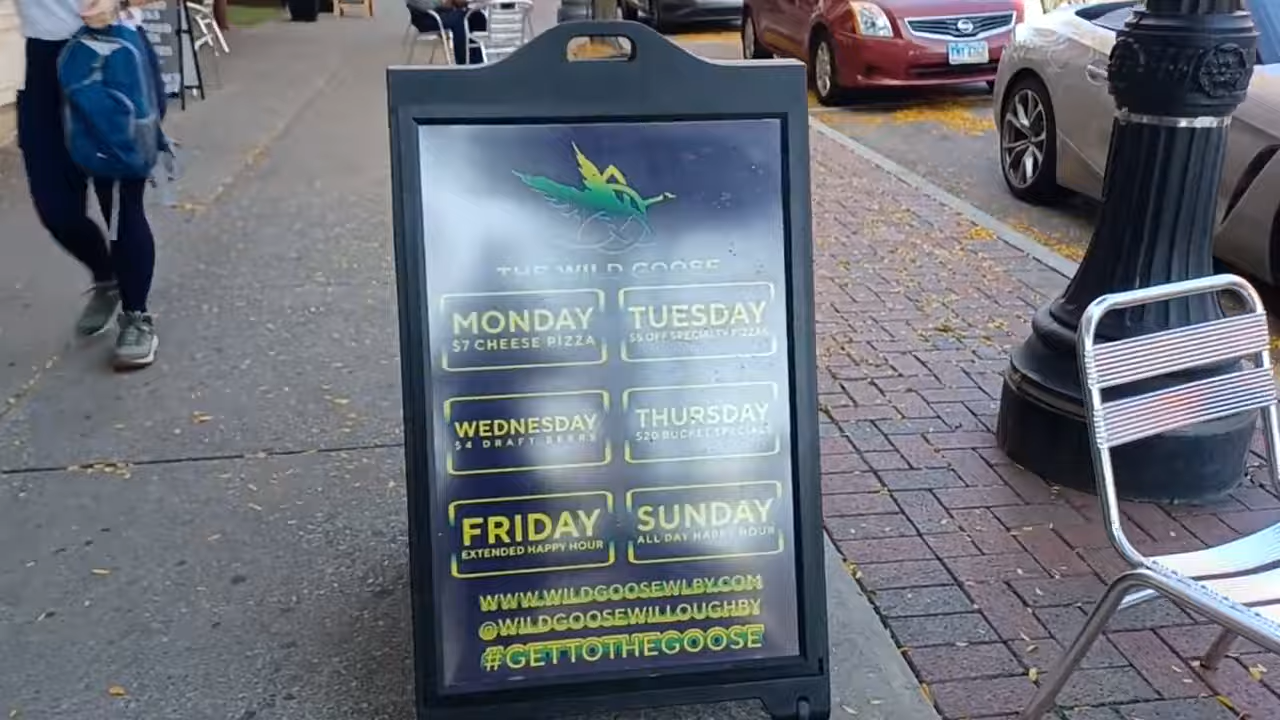 THE WILD GOOSE
MONDAY
$7 CHEESE PIZZA
TUESDAY
$5 OFF SPECIALTY PIZZAS
WEDNESDAY
$4 DRAFT BEERS
THURSDAY
$20 BUCKET SPECIALS
FRIDAY
EXTENDED HAPPY HOUR
SUNDAY
ALL DAY HAPPY HOUR
WWW.WILDGOOSEWLBY.COM
@WILDGOOSEWILLOUGHBY
#GETTOTHEGOOSE